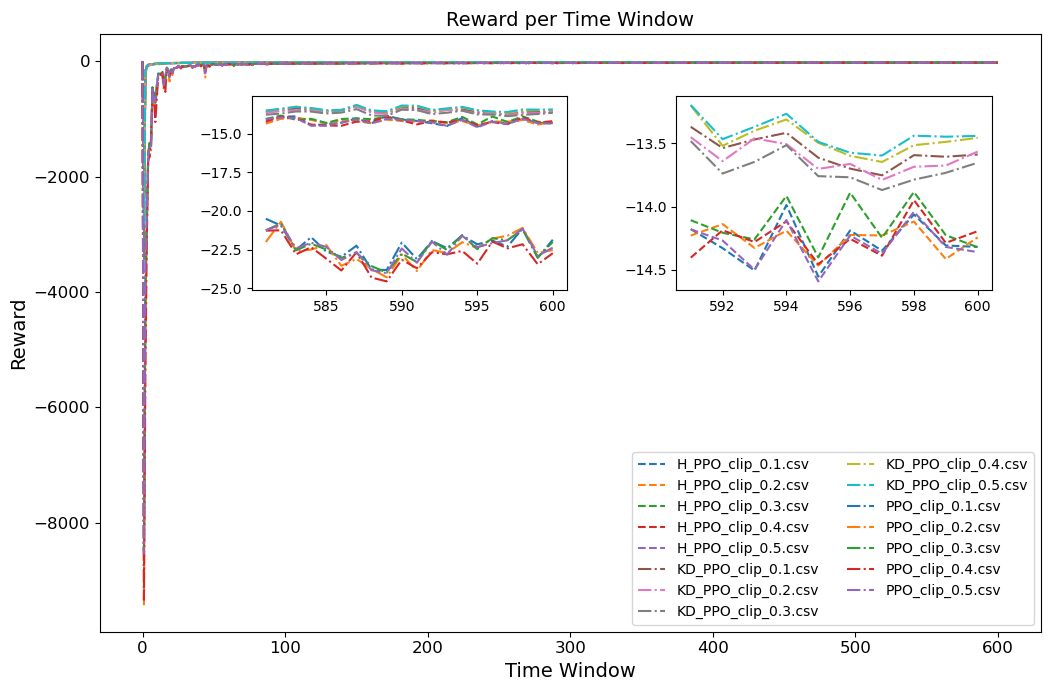 Reward per Time Window
Reward
0
−2000
−4000
−6000
−8000
−15.0
−17.5
−20.0
−22.5
−25.0
585 590 595 600
−13.5
−14.0
−14.5
592 594 596 598 600
H_PPO_clip_0.1.csv
H_PPO_clip_0.2.csv
H_PPO_clip_0.3.csv
H_PPO_clip_0.4.csv
H_PPO_clip_0.5.csv
KD_PPO_clip_0.1.csv
KD_PPO_clip_0.2.csv
KD_PPO_clip_0.3.csv
KD_PPO_clip_0.4.csv
KD_PPO_clip_0.5.csv
PPO_clip_0.1.csv
PPO_clip_0.2.csv
PPO_clip_0.3.csv
PPO_clip_0.4.csv
PPO_clip_0.5.csv
0 100 200 300 400 500 600
Time Window